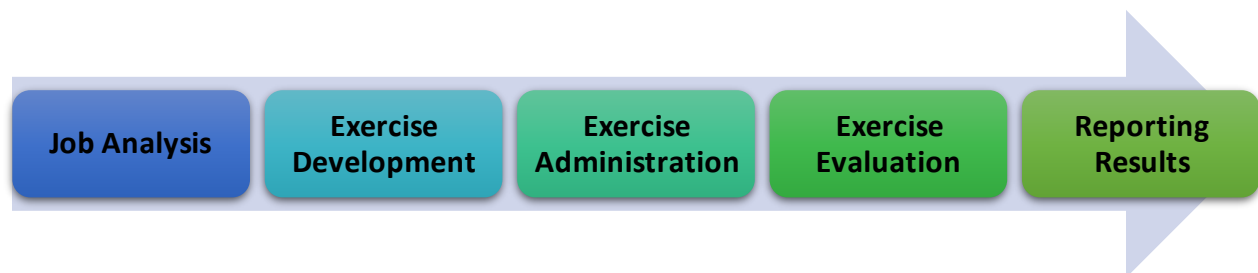 Job Analysis
Exercise
Development
Exercise
Administration
Exercise
Evaluation
Reporting
Results